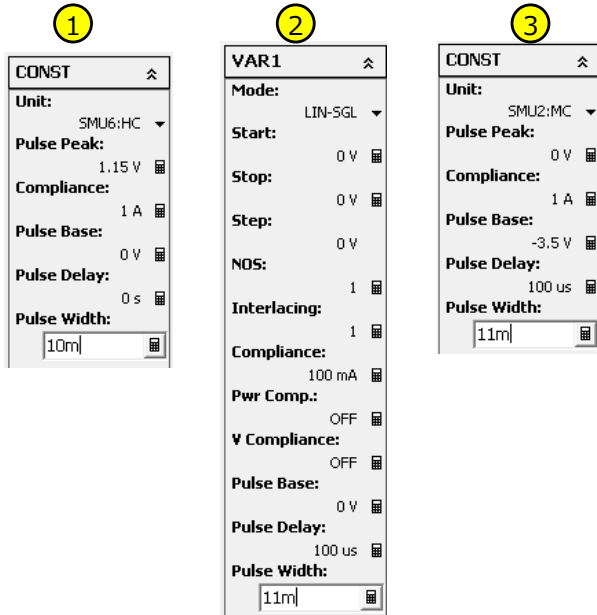 1
CONST
Unit:
SMU6:HC
Pulse Peak:
1.15 V
Compliance:
1 A
Pulse Base:
0 V
Pulse Delay:
0 s
Pulse Width:
10m
2
VAR1
Mode:
LIN-SGL
Start:
0 V
Stop:
0 V
Step:
0 V
NOS:
1
Interlacing:
1
Compliance:
100 mA
Pwr Comp.:
OFF
V Compliance:
OFF
Pulse Base:
0 V
Pulse Delay:
100 us
Pulse Width:
11m
3
CONST
Unit:
SMU2:MC
Pulse Peak:
0 V
Compliance:
1 A
Pulse Base:
-3.5 V
Pulse Delay:
100 us
Pulse Width:
11m